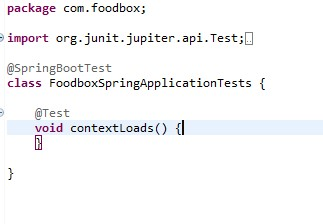 package com.foodbox;
import org.junit.jupiter.api.Test;
@SpringBootTest
class FoodboxSpringApplicationTests {
@Test
void contextLoads() {
}
}